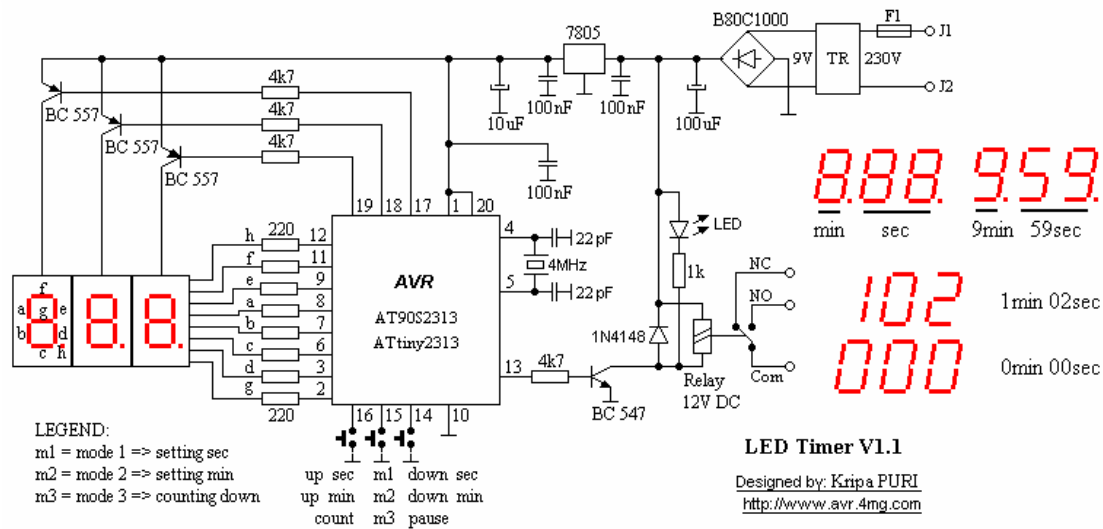 B80C1000
F1
J1
7805
9V
TR
230V
J2
4k7
BC 557
100nF
100nF
10uF
100uF
4k7
BC 557
4k7
BC 557
100nF
min
sec
9min
59sec
LED
19
18
17
1
20
4
22pF
4MHz
5
22pF
1k
NC
NO
Com
102
1min 02sec
000
0min 00sec
8.88.
9.59.
220
h
12
f
11
e
9
a
8
b
7
c
6
d
3
g
2
220
AVR
AT90S2313
ATtiny2313
f
a
g
e
b
d
c
h
8.
8.
8.
13
4k7
1N4148
BC 547
Relay
12V DC
16
15
14
10
LEGEND:
m1 = mode 1 => setting sec
m2 = mode 2 => setting min
m3 = mode 3 => counting down
up sec m1 down sec
up min m2 down min
count m3 pause
LED Timer V1.1
Designed by: Kripa PURI
http://www.avr.4mg.com